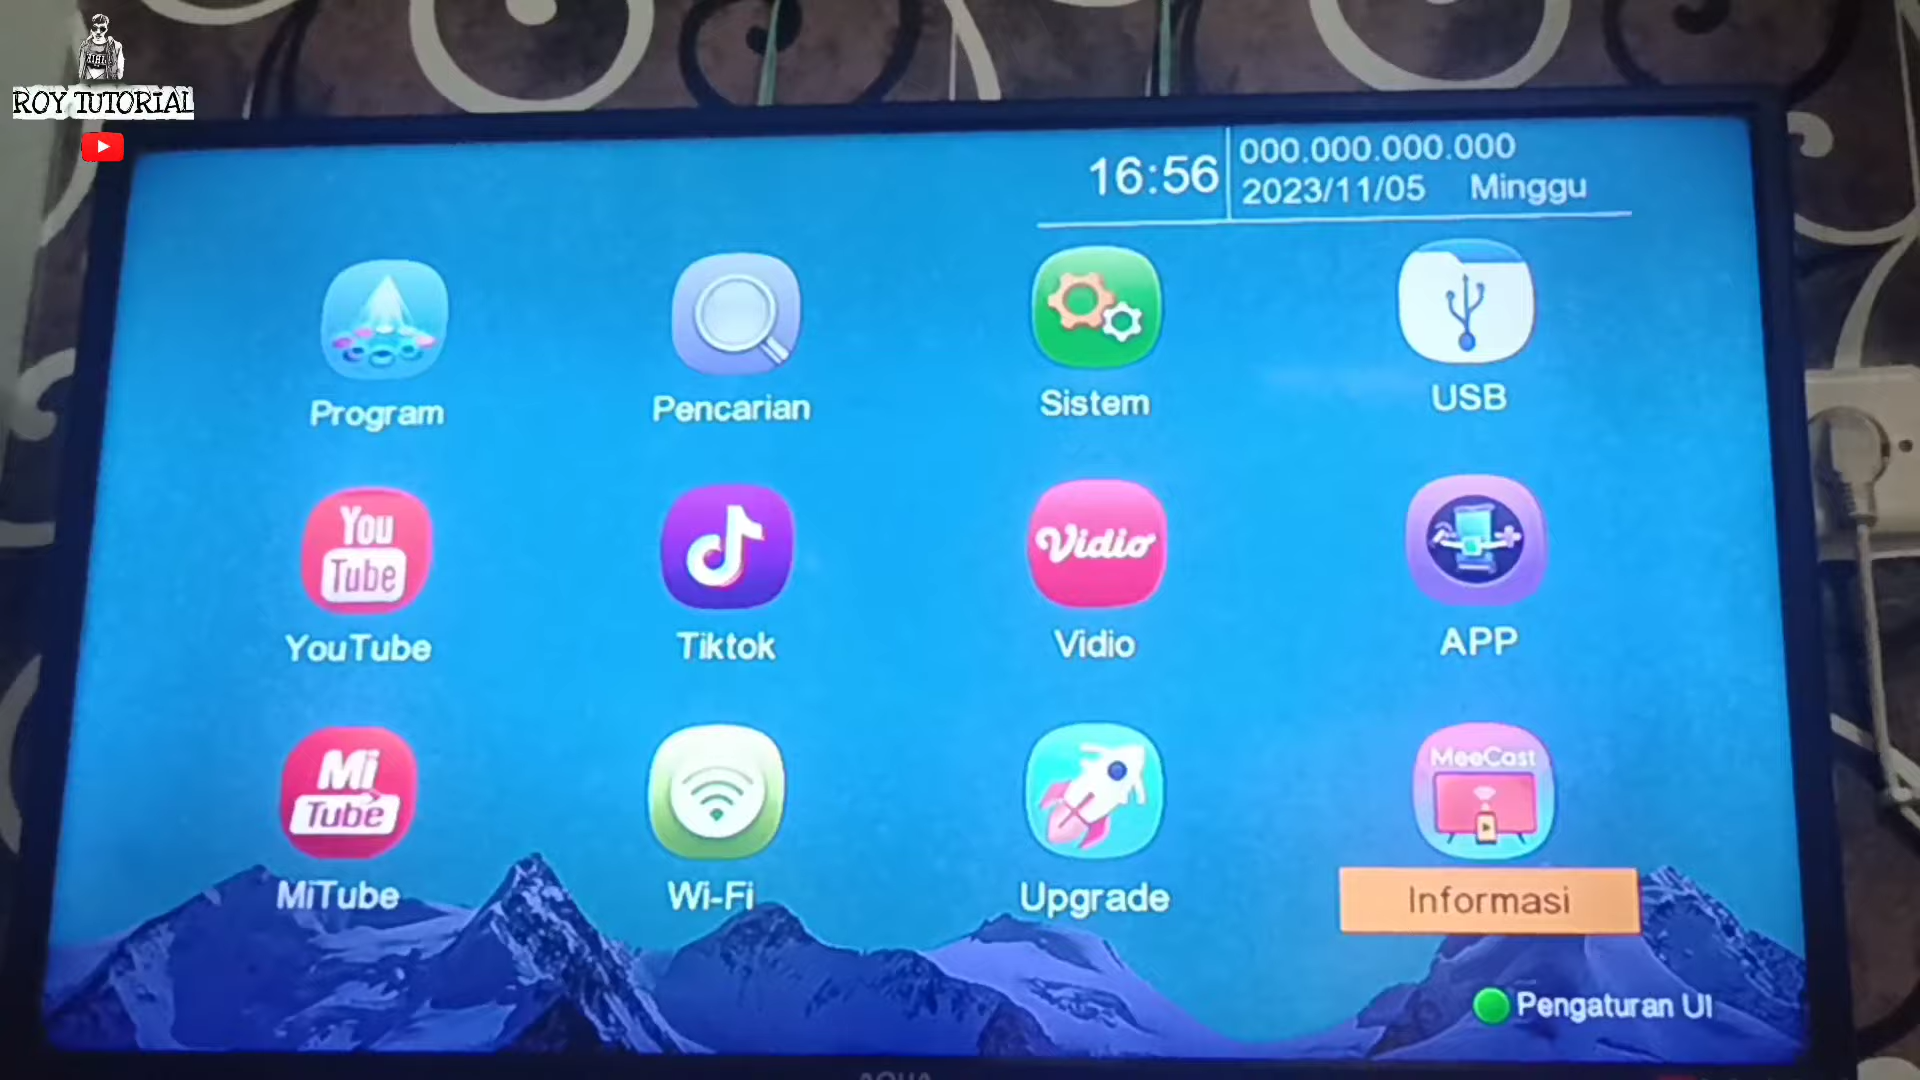 ROY TUTORIAL
16:56
000.000.000.000
2023/11/05 Minggu
Program
Pencarian
Sistem
USB
You
Tube
Vidio
YouTube
Tiktok
Vidio
APP
Mi
Tube
MeeCast
MiTube
Wi-Fi
Upgrade
Informasi
Pengaturan UI